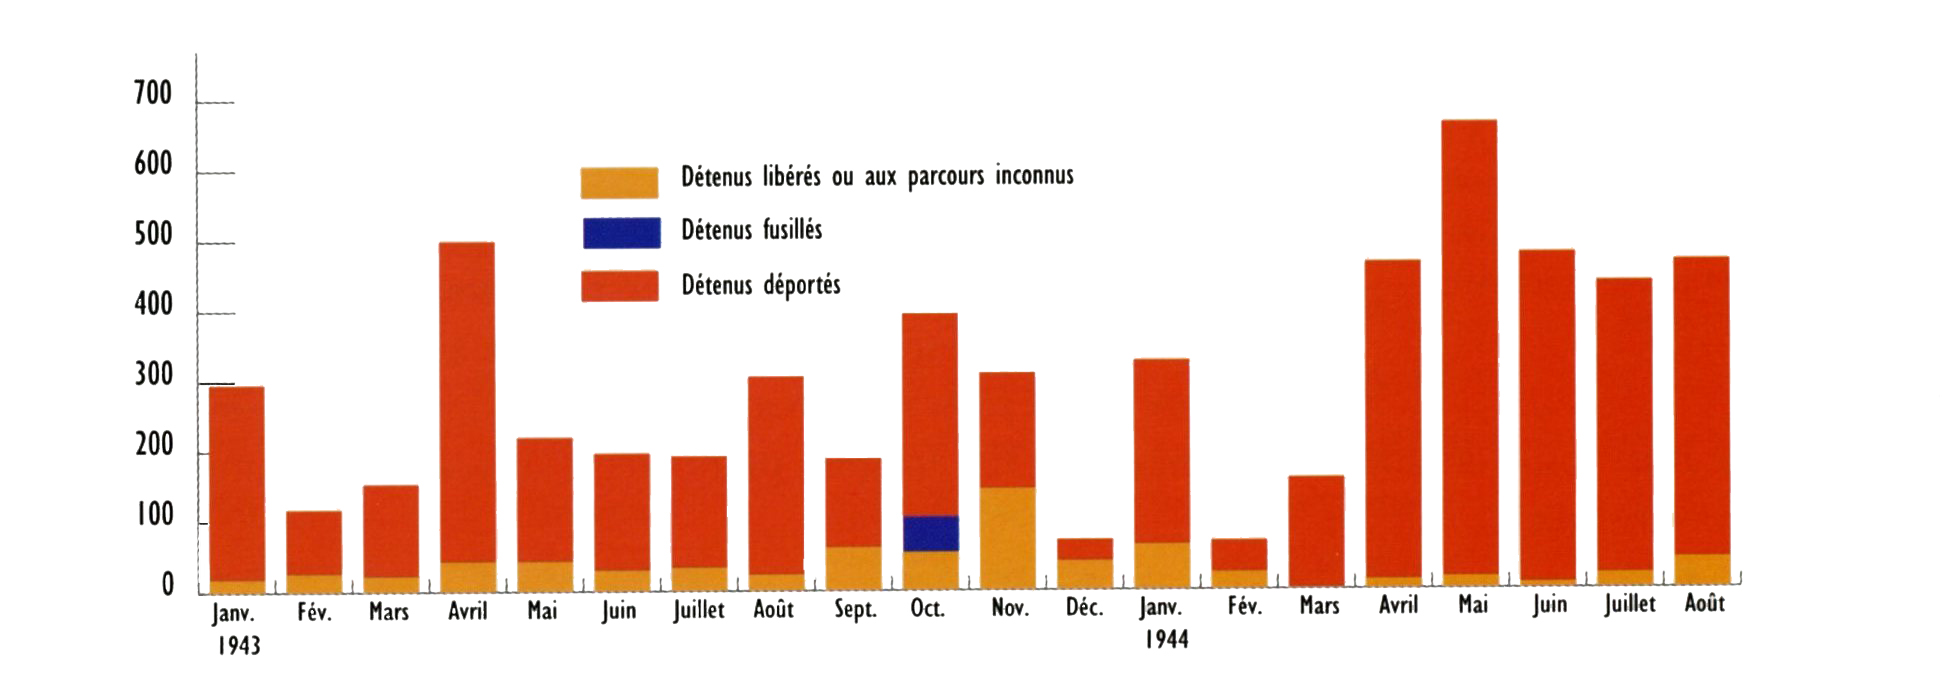 700
600
500
400
300
200
100
0
Détenus libérés ou aux parcours inconnus
Détenus fusillés
Détenus déportés
Janv. Fév. Mars Avril Mai Juin Juillet Août Sept. Oct. Nov. Déc. Janv. Fév. Mars Avril Mai Juin Juillet Août
1943 1944